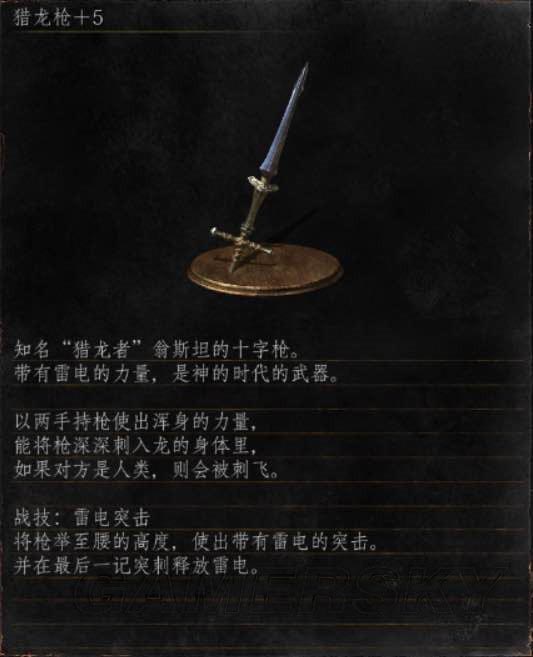 猎龙枪＋5
知名“猎龙者”翁斯坦的十字枪。
带有雷电的力量，是神的时代的武器。
以两手持枪使出浑身的力量，
能将枪深深刺入龙的身体里，
如果对方是人类，则会被刺飞。
战技：雷电突击
将枪举至腰的高度，使出带有雷电的突击。
并在最后一记突刺释放雷电。
GAMERSKY